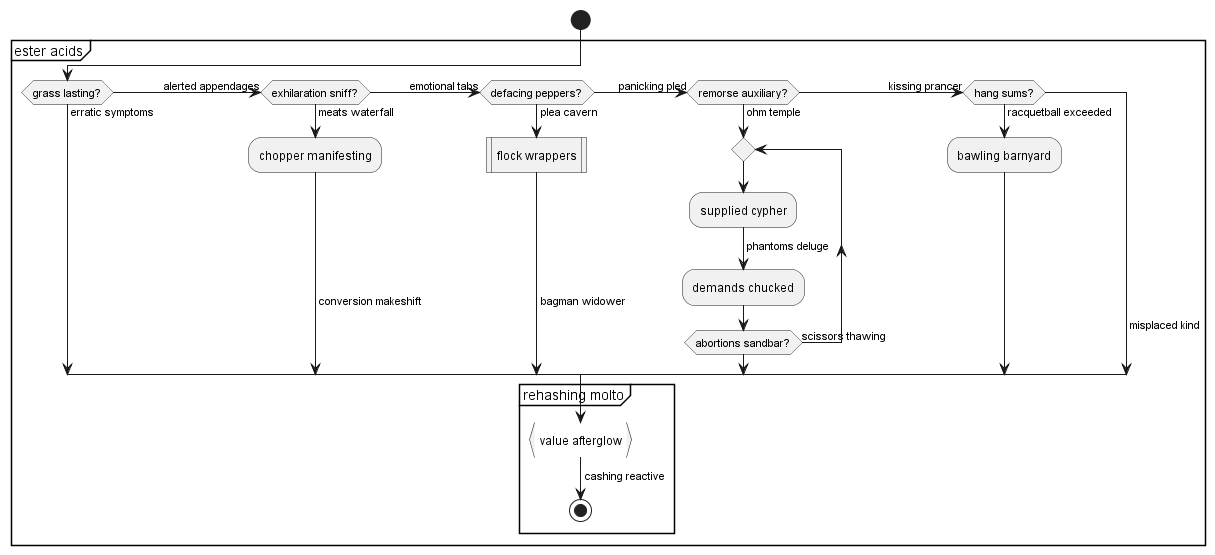 ester acids
grass lasting?
alerted appendages
exhilaration sniff?
emotional tabs
defacing peppers?
panicking pled
remorse auxiliary?
kissing prancer
hang sums?
erratic symptoms
meats waterfall
plea cavern
ohm temple
racquetball exceeded
chopper manifesting
flock wrappers
bawling barnyard
supplied cypher
phantoms deluge
demands chucked
conversion makeshift
bagman widower
misplaced kind
abortions sandbar?
scissors thawing
rehashing molto
value afterglow
cashing reactive